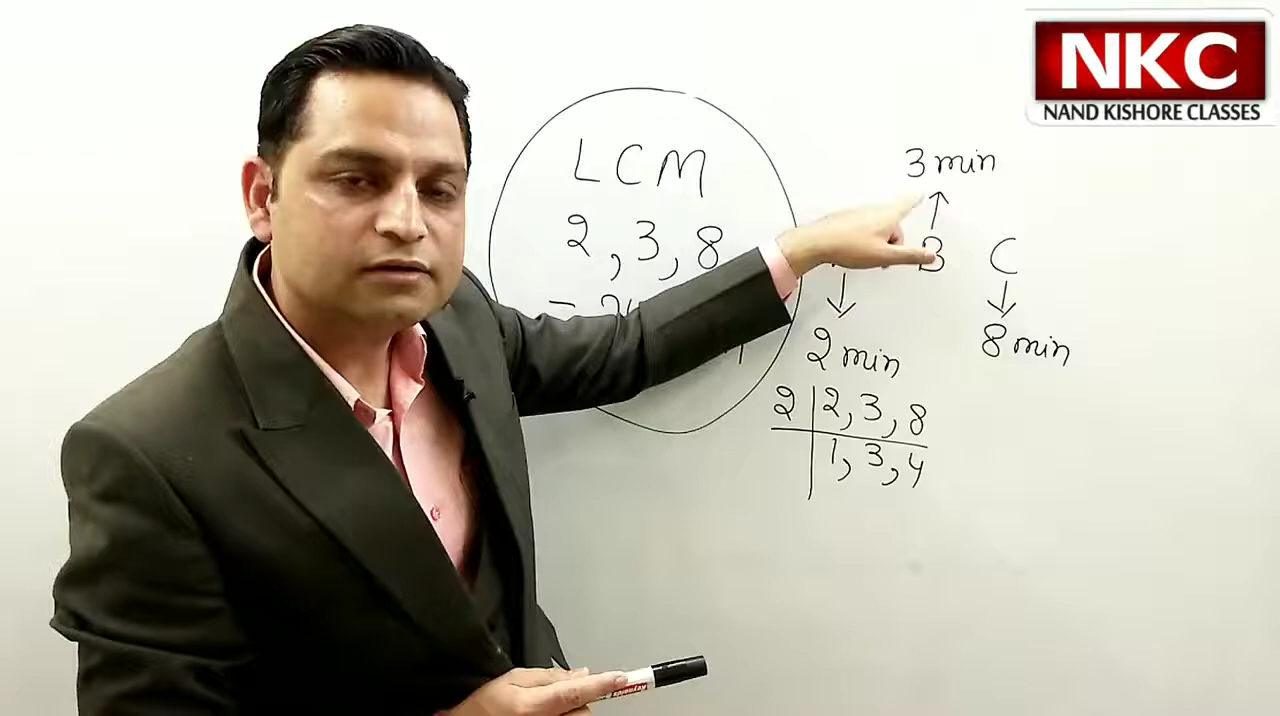 NKC
NAND KISHORE CLASSES
LCM
2, 3, 8
3 min
B C
2 min
8 min
2 | 2, 3, 8
1, 3, 4
Reynolds